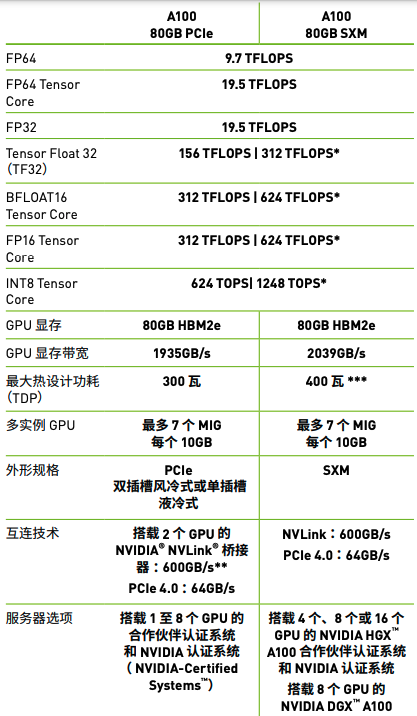 A100 80GB PCIe
A100 80GB SXM
FP64
9.7 TFLOPS
FP64 Tensor Core
19.5 TFLOPS
FP32
19.5 TFLOPS
Tensor Float 32 (TF32)
156 TFLOPS | 312 TFLOPS*
BFLOAT16 Tensor Core
312 TFLOPS | 624 TFLOPS*
FP16 Tensor Core
312 TFLOPS | 624 TFLOPS*
INT8 Tensor Core
624 TOPS| 1248 TOPS*
GPU 显存
80GB HBM2e
80GB HBM2e
GPU 显存带宽
1935GB/s
2039GB/s
最大热设计功耗 (TDP)
300 瓦
400 瓦 ***
多实例 GPU
最多 7 个 MIG
每个 10GB
最多 7 个 MIG
每个 10GB
外形规格
PCIe
双插槽风冷式或单插槽
液冷式
SXM
互连技术
搭载 2 个 GPU 的
NVIDIA® NVLink® 桥接
器：600GB/s**
PCIe 4.0：64GB/s
NVLink：600GB/s
PCIe 4.0：64GB/s
服务器选项
搭载 1 至 8 个 GPU 的
合作伙伴认证系统
和 NVIDIA 认证系统
（ NVIDIA-Certified
Systems™）
搭载 4 个、8 个或 16 个
GPU 的 NVIDIA HGX™
A100 合作伙伴认证系统
和 NVIDIA 认证系统
搭载 8 个 GPU 的
NVIDIA DGX™ A100